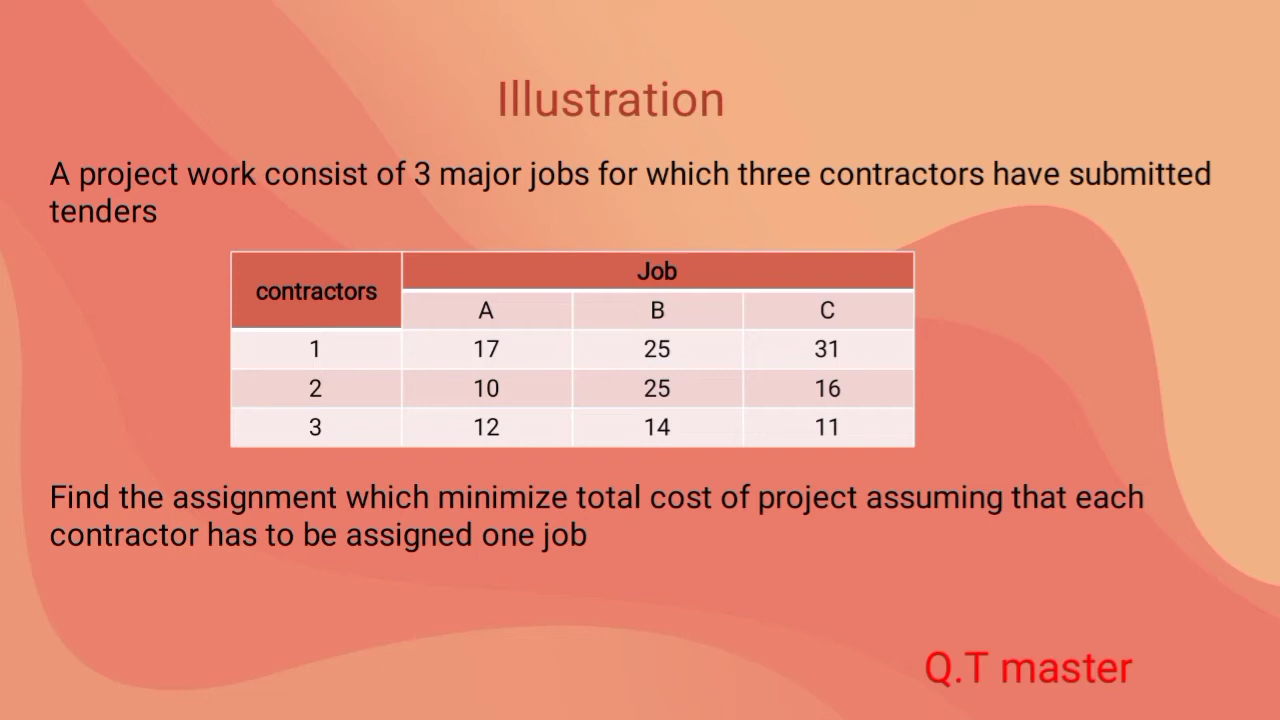 Illustration
A project work consist of 3 major jobs for which three contractors have submitted
tenders
contractors Job
A B C
1 17 25 31
2 10 25 16
3 12 14 11
Find the assignment which minimize total cost of project assuming that each
contractor has to be assigned one job
Q.T master